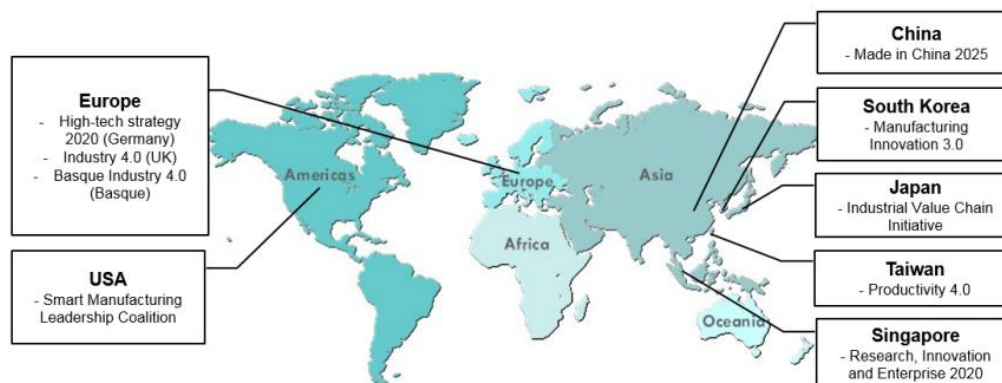 Europe
- High-tech strategy
2020 (Germany)
- Industry 4.0 (UK)
- Basque Industry 4.0
(Basque)
USA
- Smart Manufacturing
Leadership Coalition
Americas
Europe
Africa
Asia
Oceania
China
- Made in China 2025
South Korea
- Manufacturing
Innovation 3.0
Japan
- Industrial Value Chain
Initiative
Taiwan
- Productivity 4.0
Singapore
- Research, Innovation
and Enterprise 2020